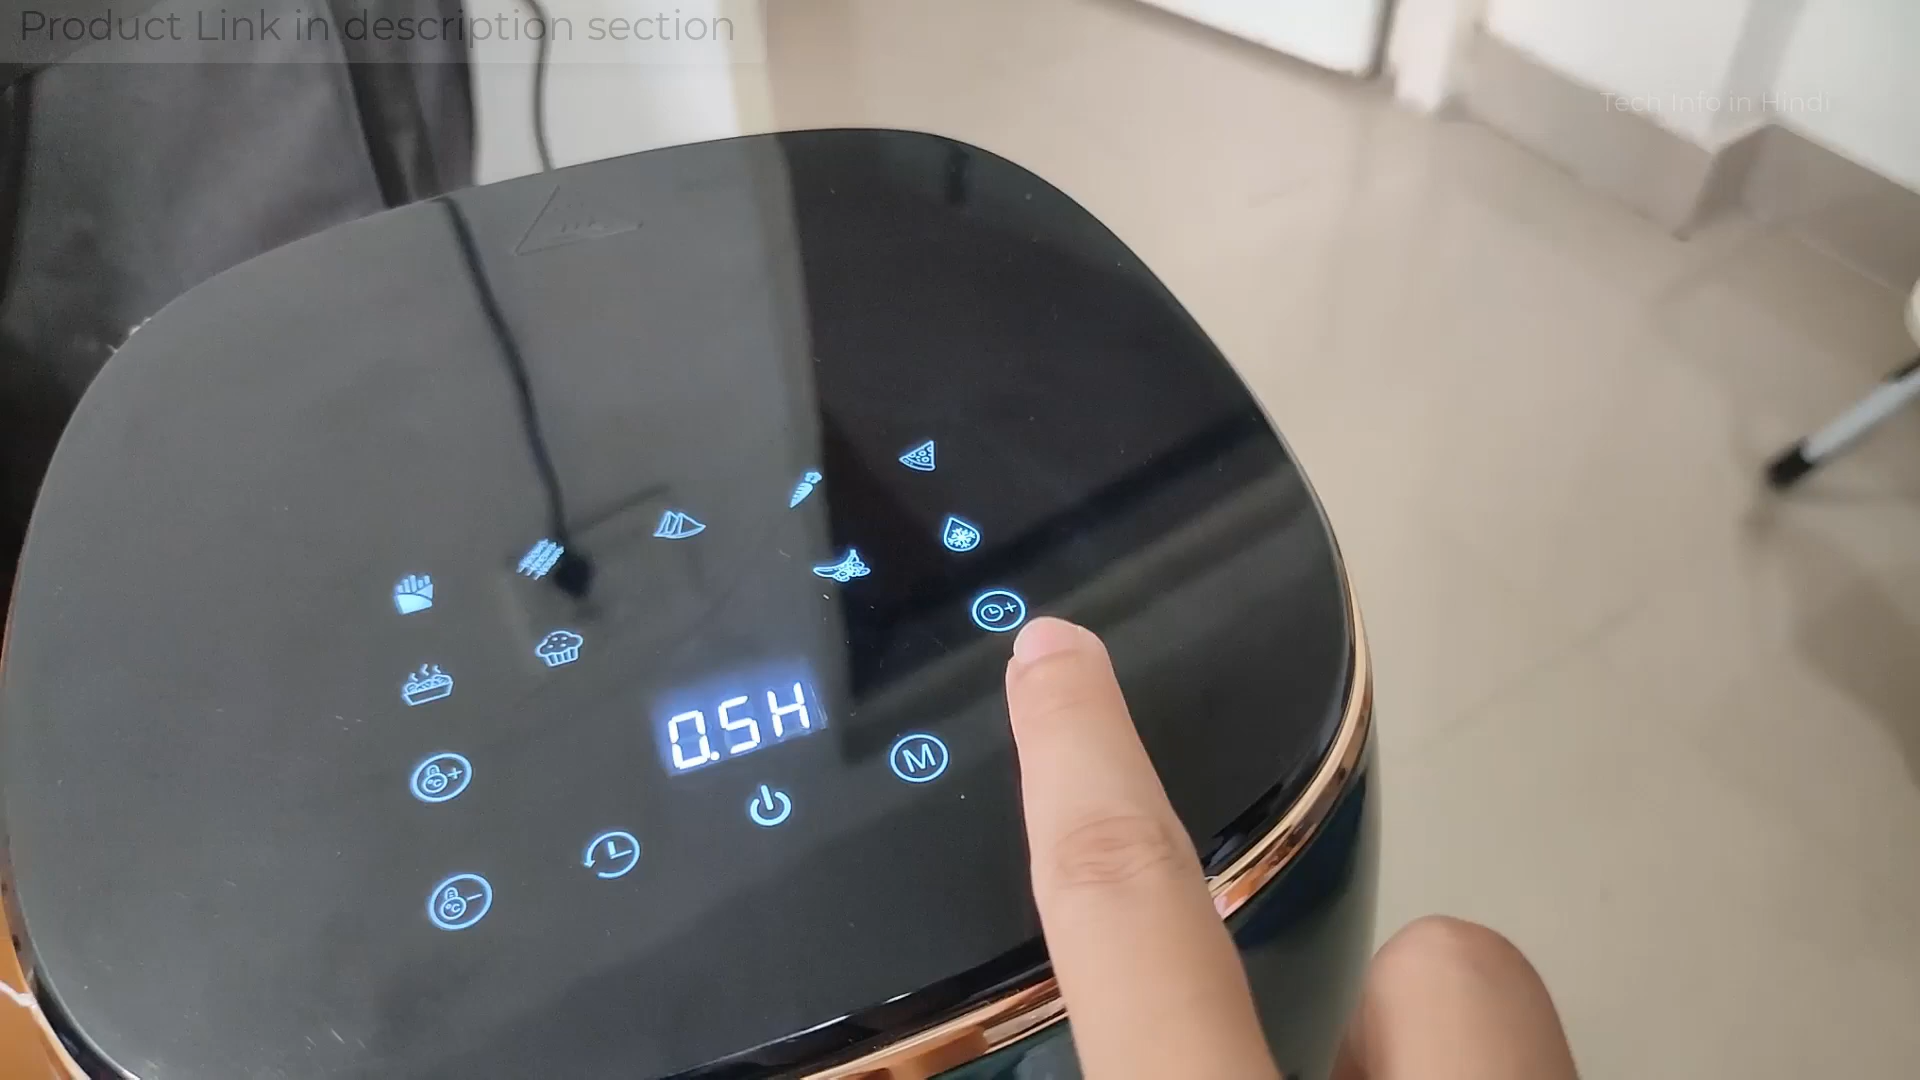 Product Link in description section
Tech Info in Hindi
0.5H
°C
M
°C